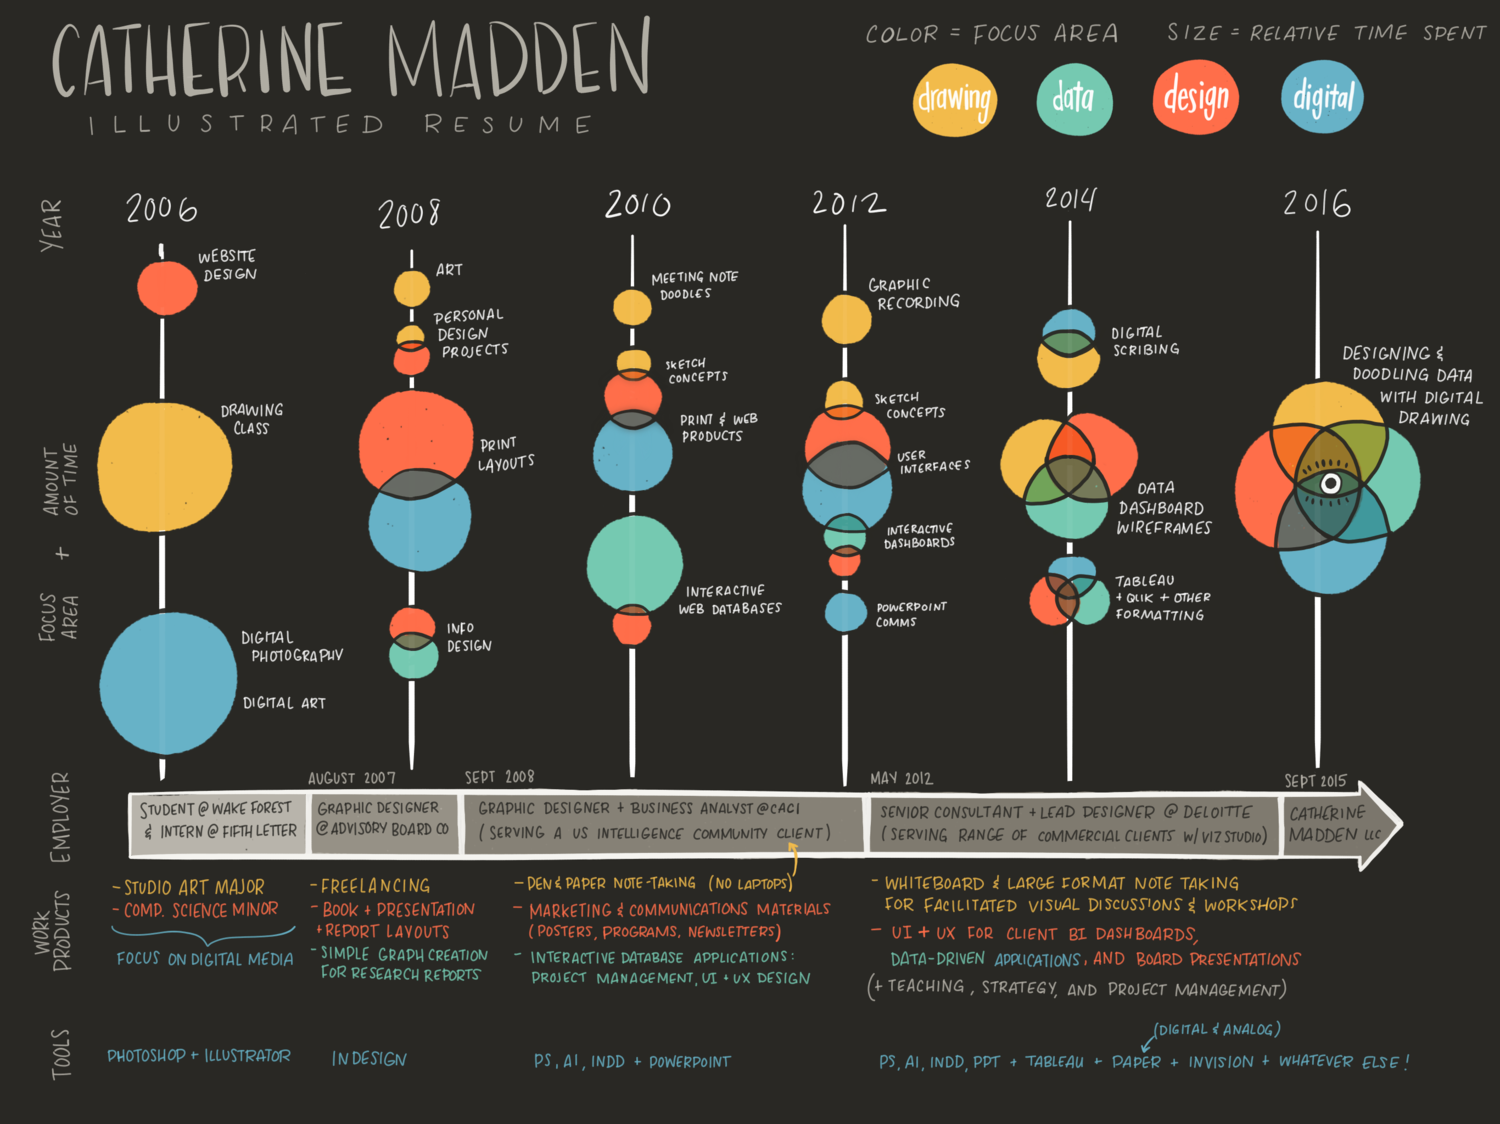 CATHERINE MADDEN
ILLUSTRATED RESUME
COLOR = FOCUS AREA
SIZE = RELATIVE TIME SPENT
drawing
data
design
digital
YEAR
2006
2008
2010
2012
2014
2016
AMOUNT
OF TIME
+
FOCUS
AREA
WEBSITE
DESIGN
DRAWING
CLASS
DIGITAL
PHOTOGRAPHY
DIGITAL ART
ART
PERSONAL
DESIGN
PROJECTS
PRINT
LAYOUTS
INFO
DESIGN
MEETING NOTE
DOODLES
SKETCH
CONCEPTS
PRINT & WEB
PRODUCTS
INTERACTIVE
WEB DATABASES
GRAPHIC
RECORDING
SKETCH
CONCEPTS
USER
INTERFACES
INTERACTIVE
DASHBOARDS
POWERPOINT
COMMS
DIGITAL
SCRIBING
DATA
DASHBOARD
WIREFRAMES
TABLEAU
+ QLIK + OTHER
FORMATTING
DESIGNING &
DOODLING DATA
WITH DIGITAL
DRAWING
EMPLOYER
AUGUST 2007
SEPT 2008
MAY 2012
SEPT 2015
STUDENT @ WAKE FOREST
& INTERN @ FIFTH LETTER
GRAPHIC DESIGNER
@ ADVISORY BOARD CO
GRAPHIC DESIGNER + BUSINESS ANALYST @ CACI
(SERVING A US INTELLIGENCE COMMUNITY CLIENT)
SENIOR CONSULTANT + LEAD DESIGNER @ DELOITTE
(SERVING RANGE OF COMMERCIAL CLIENTS W/ VIZ STUDIO)
CATHERINE
MADDEN LLC
WORK
PRODUCTS
- STUDIO ART MAJOR
- COMP. SCIENCE MINOR
FOCUS ON DIGITAL MEDIA
- FREELANCING
- BOOK + PRESENTATION
+ REPORT LAYOUTS
- SIMPLE GRAPH CREATION
FOR RESEARCH REPORTS
- PEN & PAPER NOTE-TAKING (NO LAPTOPS)
- MARKETING & COMMUNICATIONS MATERIALS
(POSTERS, PROGRAMS, NEWSLETTERS)
- INTERACTIVE DATABASE APPLICATIONS:
PROJECT MANAGEMENT, UI + UX DESIGN
- WHITEBOARD & LARGE FORMAT NOTE TAKING
FOR FACILITATED VISUAL DISCUSSIONS & WORKSHOPS
- UI + UX FOR CLIENT BI DASHBOARDS,
DATA-DRIVEN APPLICATIONS, AND BOARD PRESENTATIONS
(+ TEACHING, STRATEGY, AND PROJECT MANAGEMENT)
TOOLS
PHOTOSHOP + ILLUSTRATOR
INDESIGN
PS, AI, INDD + POWERPOINT
(DIGITAL & ANALOG)
PS, AI, INDD, PPT + TABLEAU + PAPER + INVISION + WHATEVER ELSE!